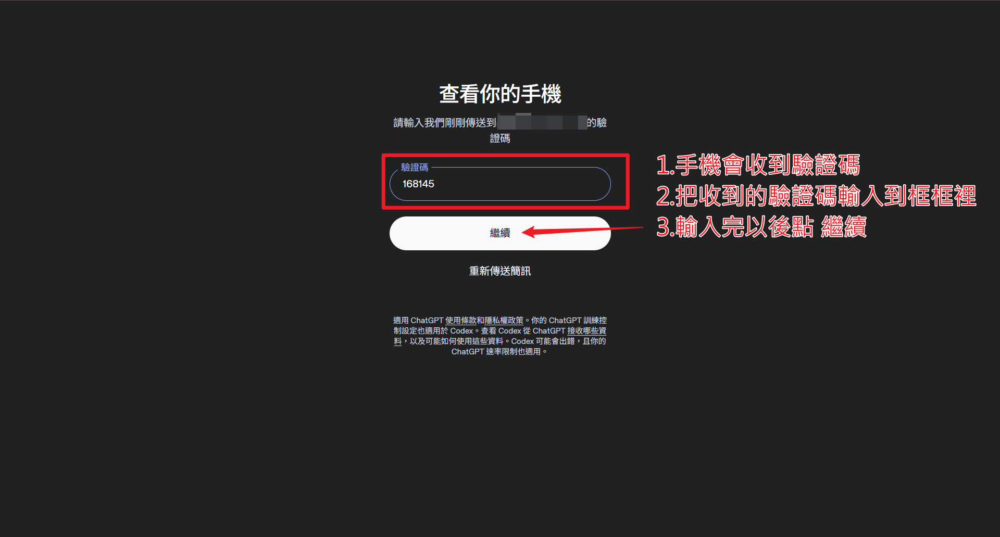 查看你的手機
請輸入我們剛剛傳送到
的驗
證碼
驗證碼
168145
繼續
重新傳送簡訊
適用 ChatGPT 使用條款和隱私權政策。你的 ChatGPT 訓練控
制設定也適用於 Codex。查看 Codex 從 ChatGPT 接收哪些資
料，以及可能如何使用這些資料。Codex 可能會出錯，且你的
ChatGPT 速率限制也適用。
1.手機會收到驗證碼
2.把收到的驗證碼輸入到框框裡
3.輸入完以後點 繼續